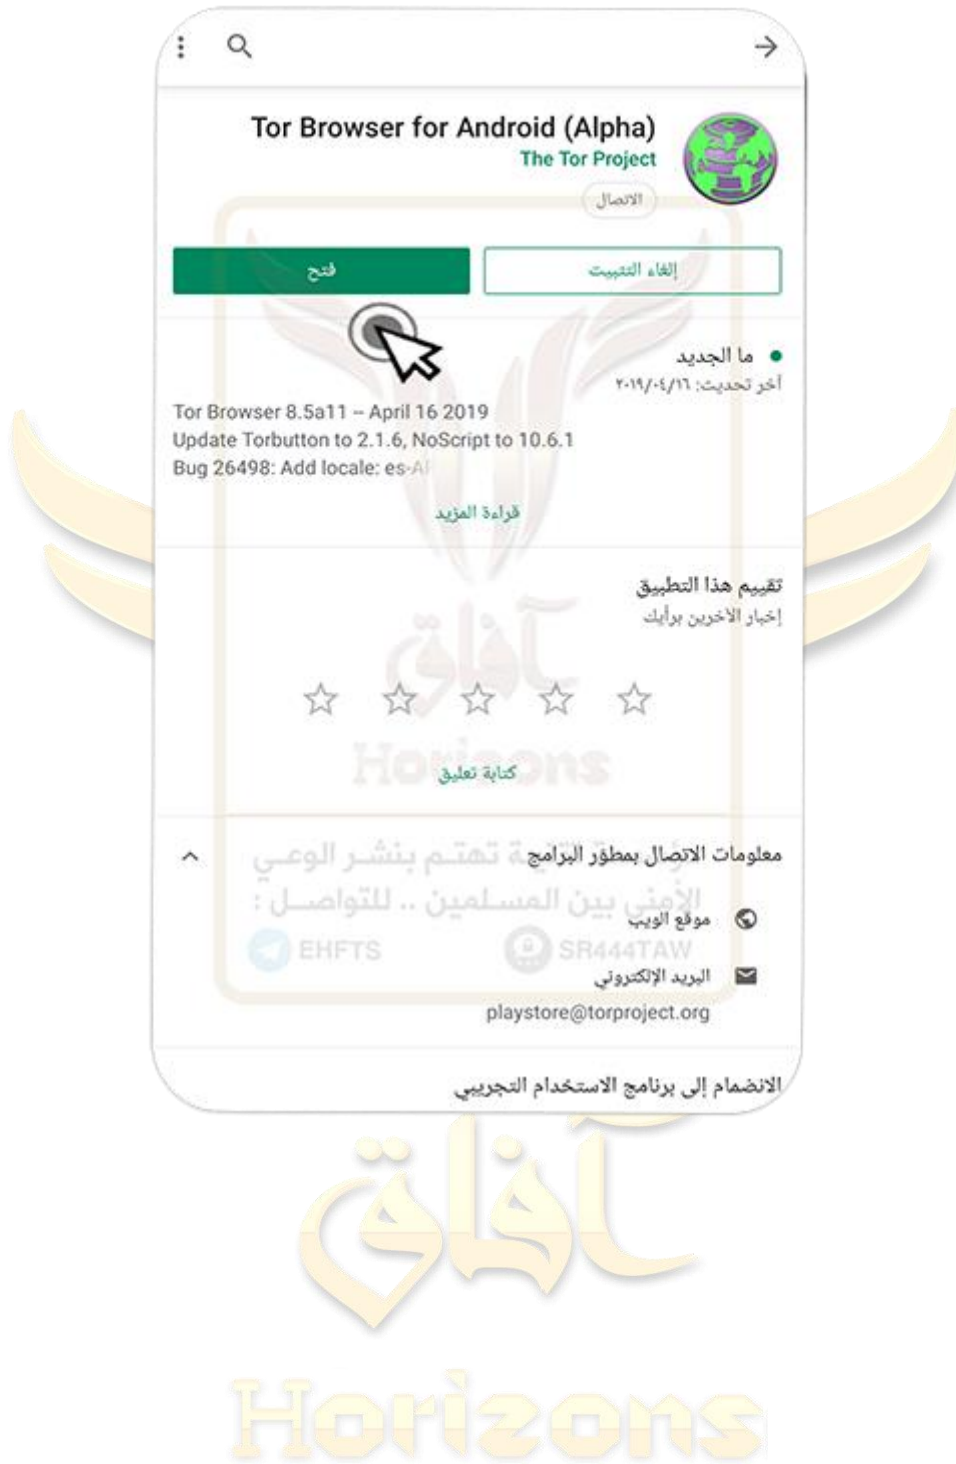 Tor Browser for Android (Alpha)
The Tor Project
الاتصال
إلغاء التثبيت
فتح
ما الجديد
آخر تحديث: ٢٠١٩/٠٤/١٦
Tor Browser 8.5a11 -- April 16 2019
Update Torbutton to 2.1.6, NoScript to 10.6.1
Bug 26498: Add locale: es-A
قراءة المزيد
تقييم هذا التطبيق
إخبار الآخرين برأيك
آفاق
Horizons
كتابة تعليق
معلومات الاتصال بمطوّر البرامج
تهتم بنشر الوعي
الأمني بين المسلمين .. للتواصل :
موقع الويب
EHFTS
SR444TAW
البريد الإلكتروني
playstore@torproject.org
الانضمام إلى برنامج الاستخدام التجريبي
آفاق
Horizons